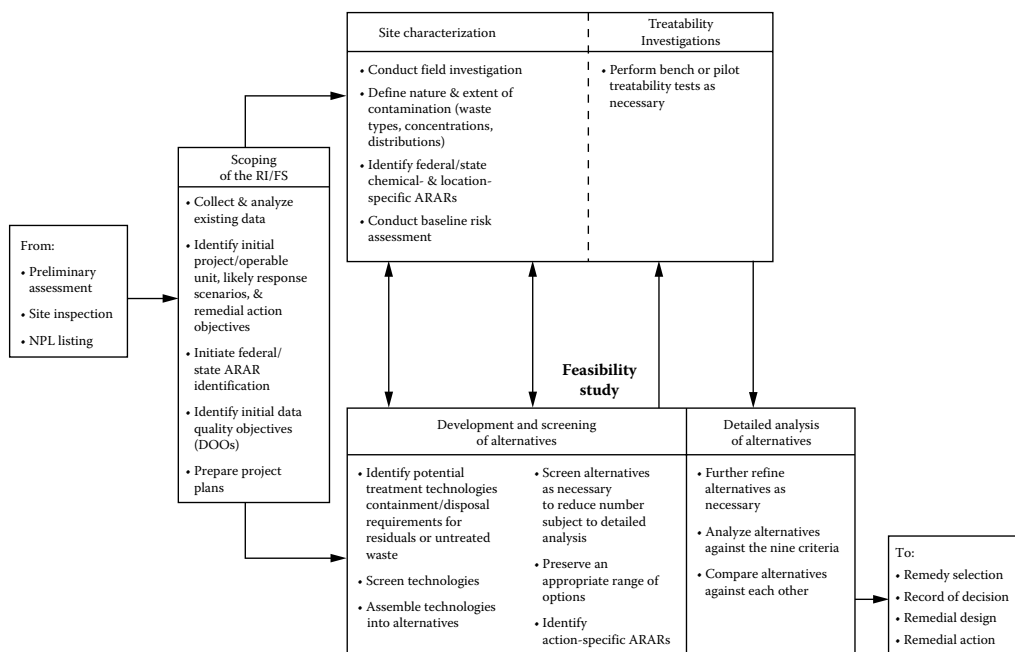 From:
• Preliminary
assessment
• Site inspection
• NPL listing
Scoping
of the RI/FS
• Collect & analyze
existing data
• Identify initial
project/operable
unit, likely response
scenarios, &
remedial action
objectives
• Initiate federal/
state ARAR
identification
• Identify initial data
quality objectives
(DOOs)
• Prepare project
plans
Site characterization
• Conduct field investigation
• Define nature & extent of
contamination (waste
types, concentrations,
distributions)
• Identify federal/state
chemical- & location-
specific ARARs
• Conduct baseline risk
assessment
Treatability
Investigations
• Perform bench or pilot
treatability tests as
necessary
Feasibility
study
Development and screening
of alternatives
• Identify potential
treatment technologies
containment/disposal
requirements for
residuals or untreated
waste
• Screen technologies
• Assemble technologies
into alternatives
• Screen alternatives
as necessary
to reduce number
subject to detailed
analysis
• Preserve an
appropriate range of
options
• Identify
action-specific ARARs
Detailed analysis
of alternatives
• Further refine
alternatives as
necessary
• Analyze alternatives
against the nine criteria
• Compare alternatives
against each other
To:
• Remedy selection
• Record of decision
• Remedial design
• Remedial action